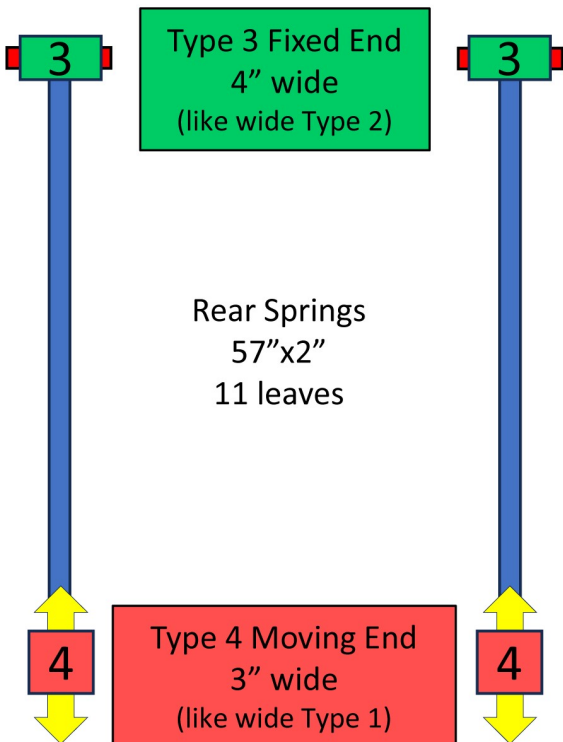 3
Type 3 Fixed End
4” wide
(like wide Type 2)
3
Rear Springs
57”x2”
11 leaves
4
Type 4 Moving End
3” wide
(like wide Type 1)
4